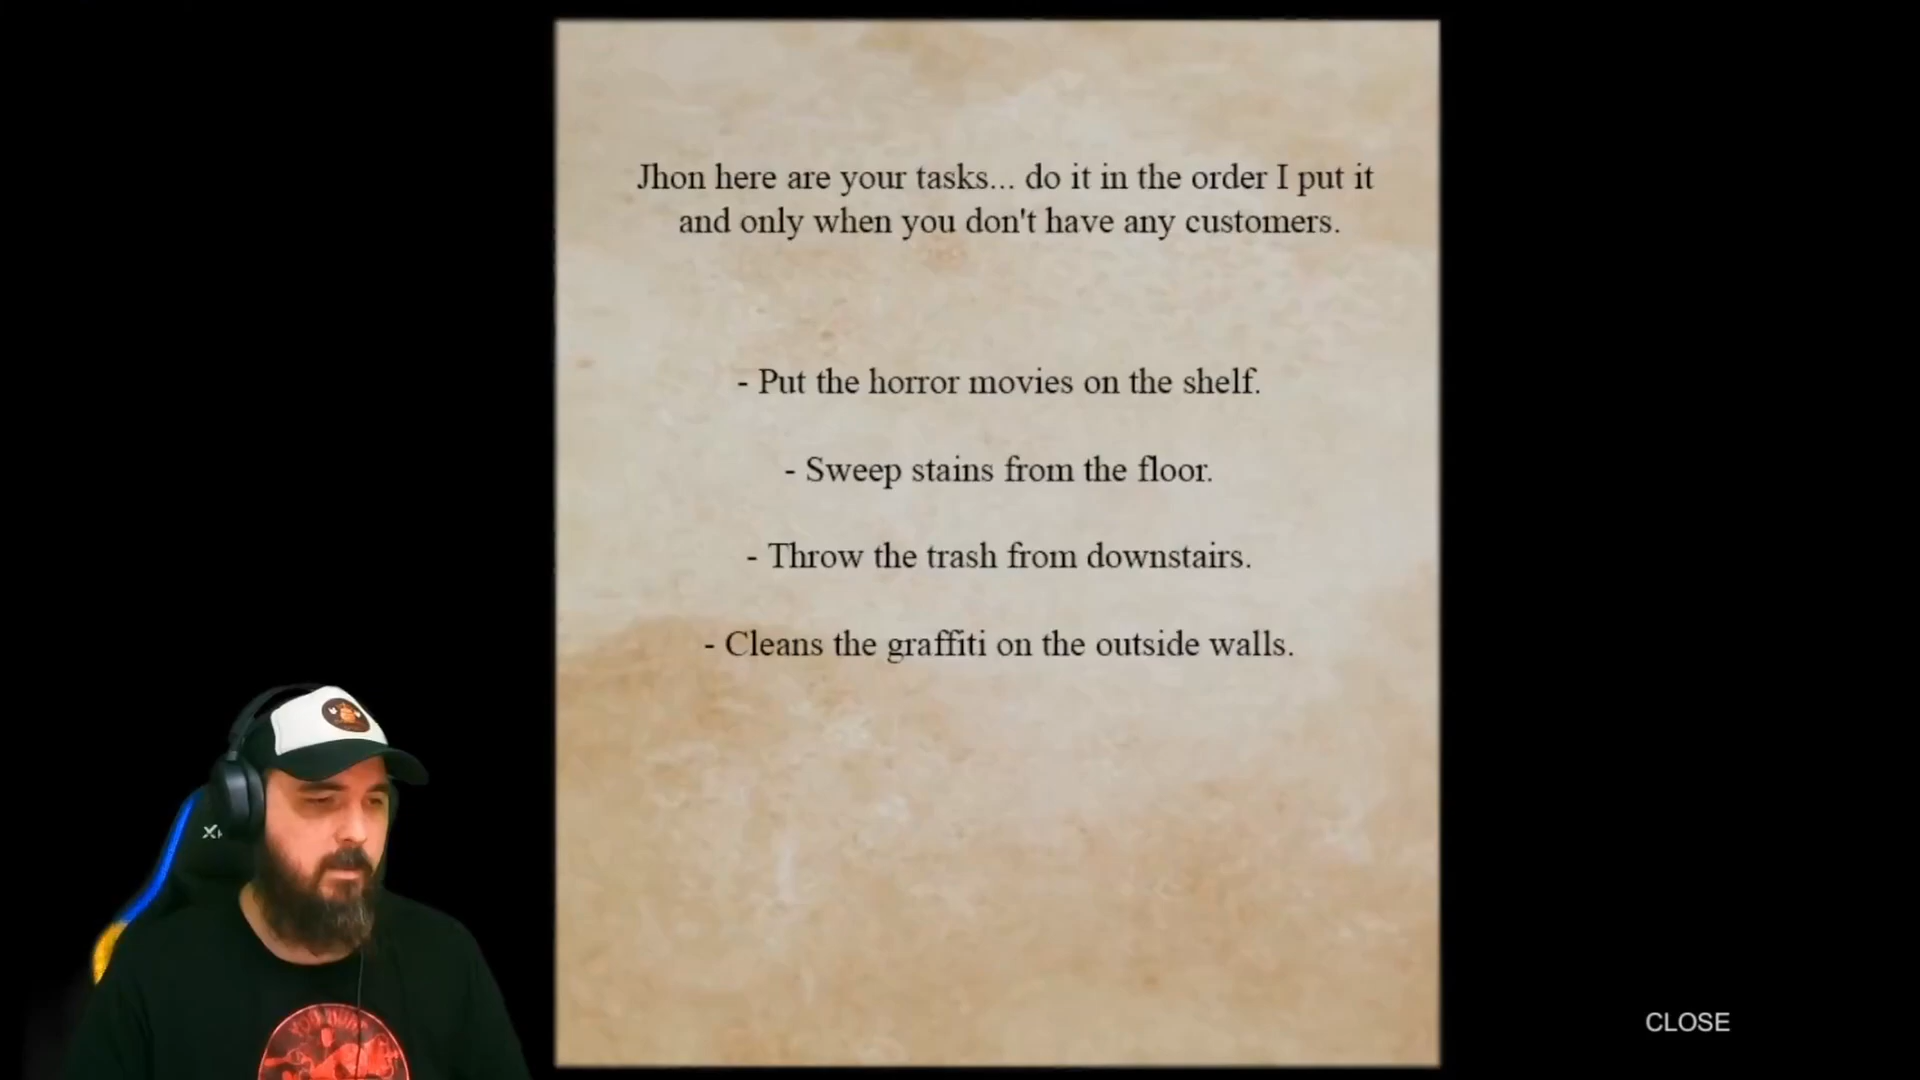 Jhon here are your tasks... do it in the order I put it
and only when you don't have any customers.
- Put the horror movies on the shelf.
- Sweep stains from the floor.
- Throw the trash from downstairs.
- Cleans the graffiti on the outside walls.
CLOSE